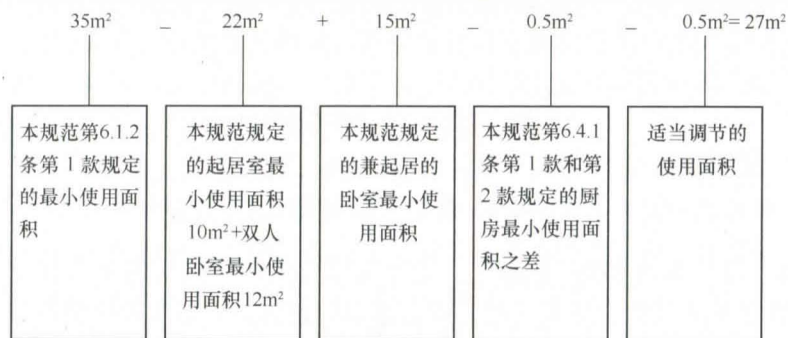 35m² － 22m² ＋ 15m² － 0.5m² － 0.5m²=27m²
本规范第6.1.2
条第 1 款规定
的最小使用面
积
本规范规定
的起居室最
小使用面积
10m²+双人
卧室最小使
用面积12m²
本规范规定
的兼起居的
卧室最小使
用面积
本规范第6.4.1
条第 1 款和第
2 款规定的厨
房最小使用面
积之差
适当调节的
使用面积